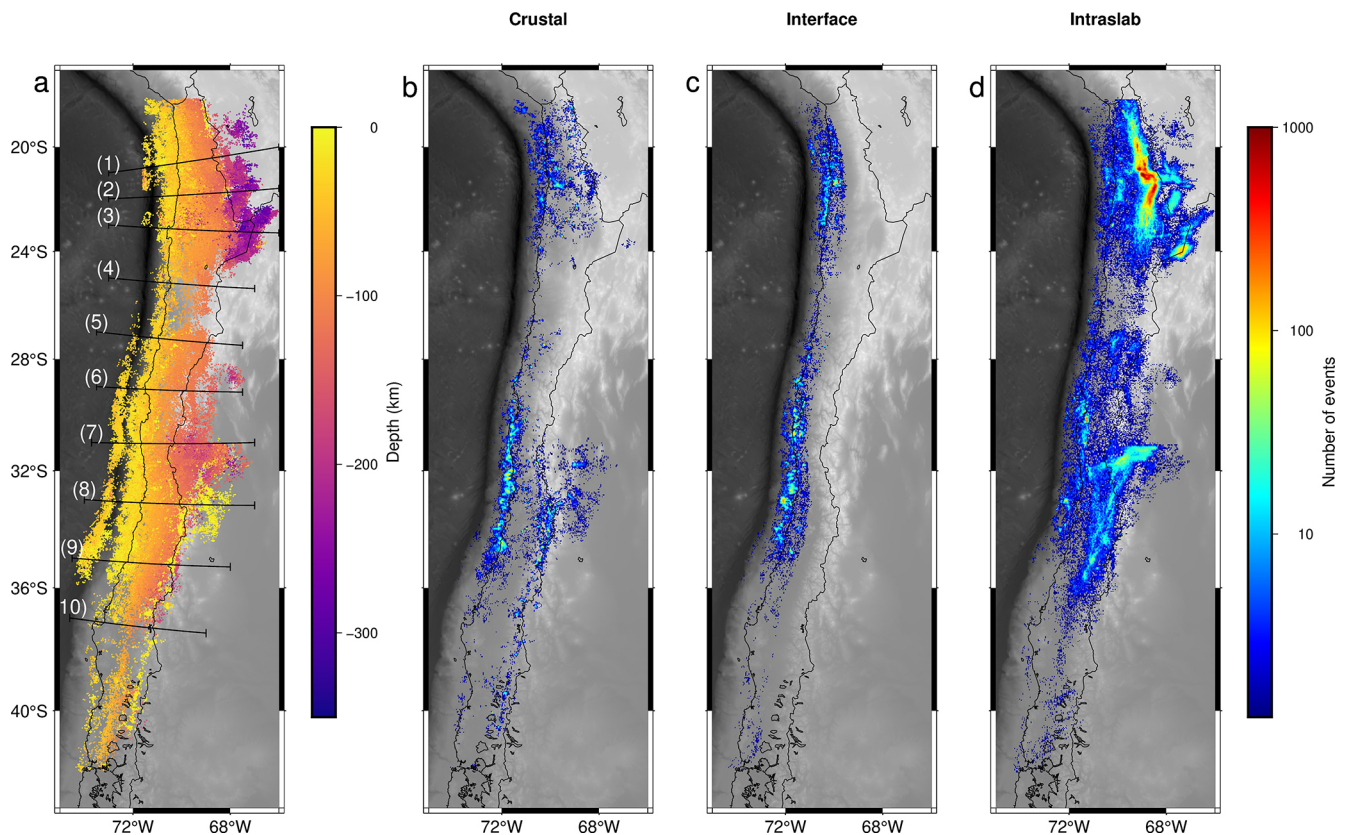 Crustal
Interface
Intraslab
a
b
c
d
20°S
24°S
28°S
32°S
36°S
40°S
(1)
(2)
(3)
(4)
(5)
(6)
(7)
(8)
(9)
10)
72°W
68°W
0
−100
−200
−300
Depth (km)
72°W
68°W
72°W
68°W
72°W
68°W
1000
100
10
Number of events